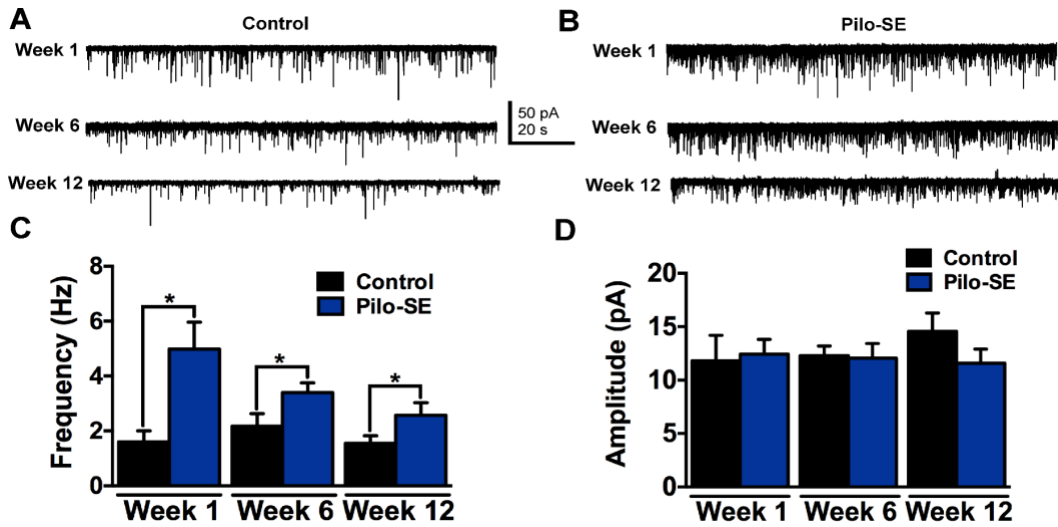 A
Control
Week 1
Week 6
Week 12
50 pA
20 s
B
Pilo-SE
Week 1
Week 6
Week 12
C
Frequency (Hz)
8
6
4
2
0
Control
Pilo-SE
*
*
*
Week 1
Week 6
Week 12
D
Amplitude (pA)
20
15
10
5
0
Control
Pilo-SE
Week 1
Week 6
Week 12